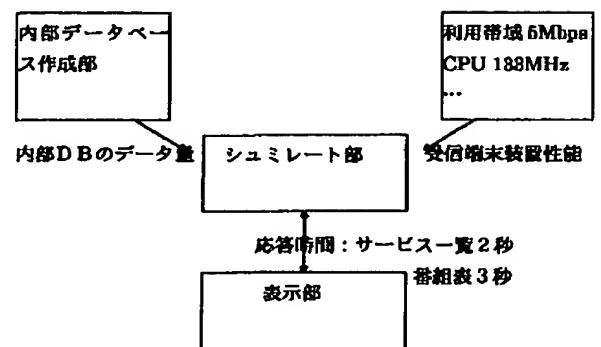 内部データベー
ス作成部
利用帯域 6Mbps
CPU 133MHz
...
内部ＤＢのデータ量
シュミレート部
受信端末装置性能
応答時間：サービス一覧２秒
番組表３秒
表示部